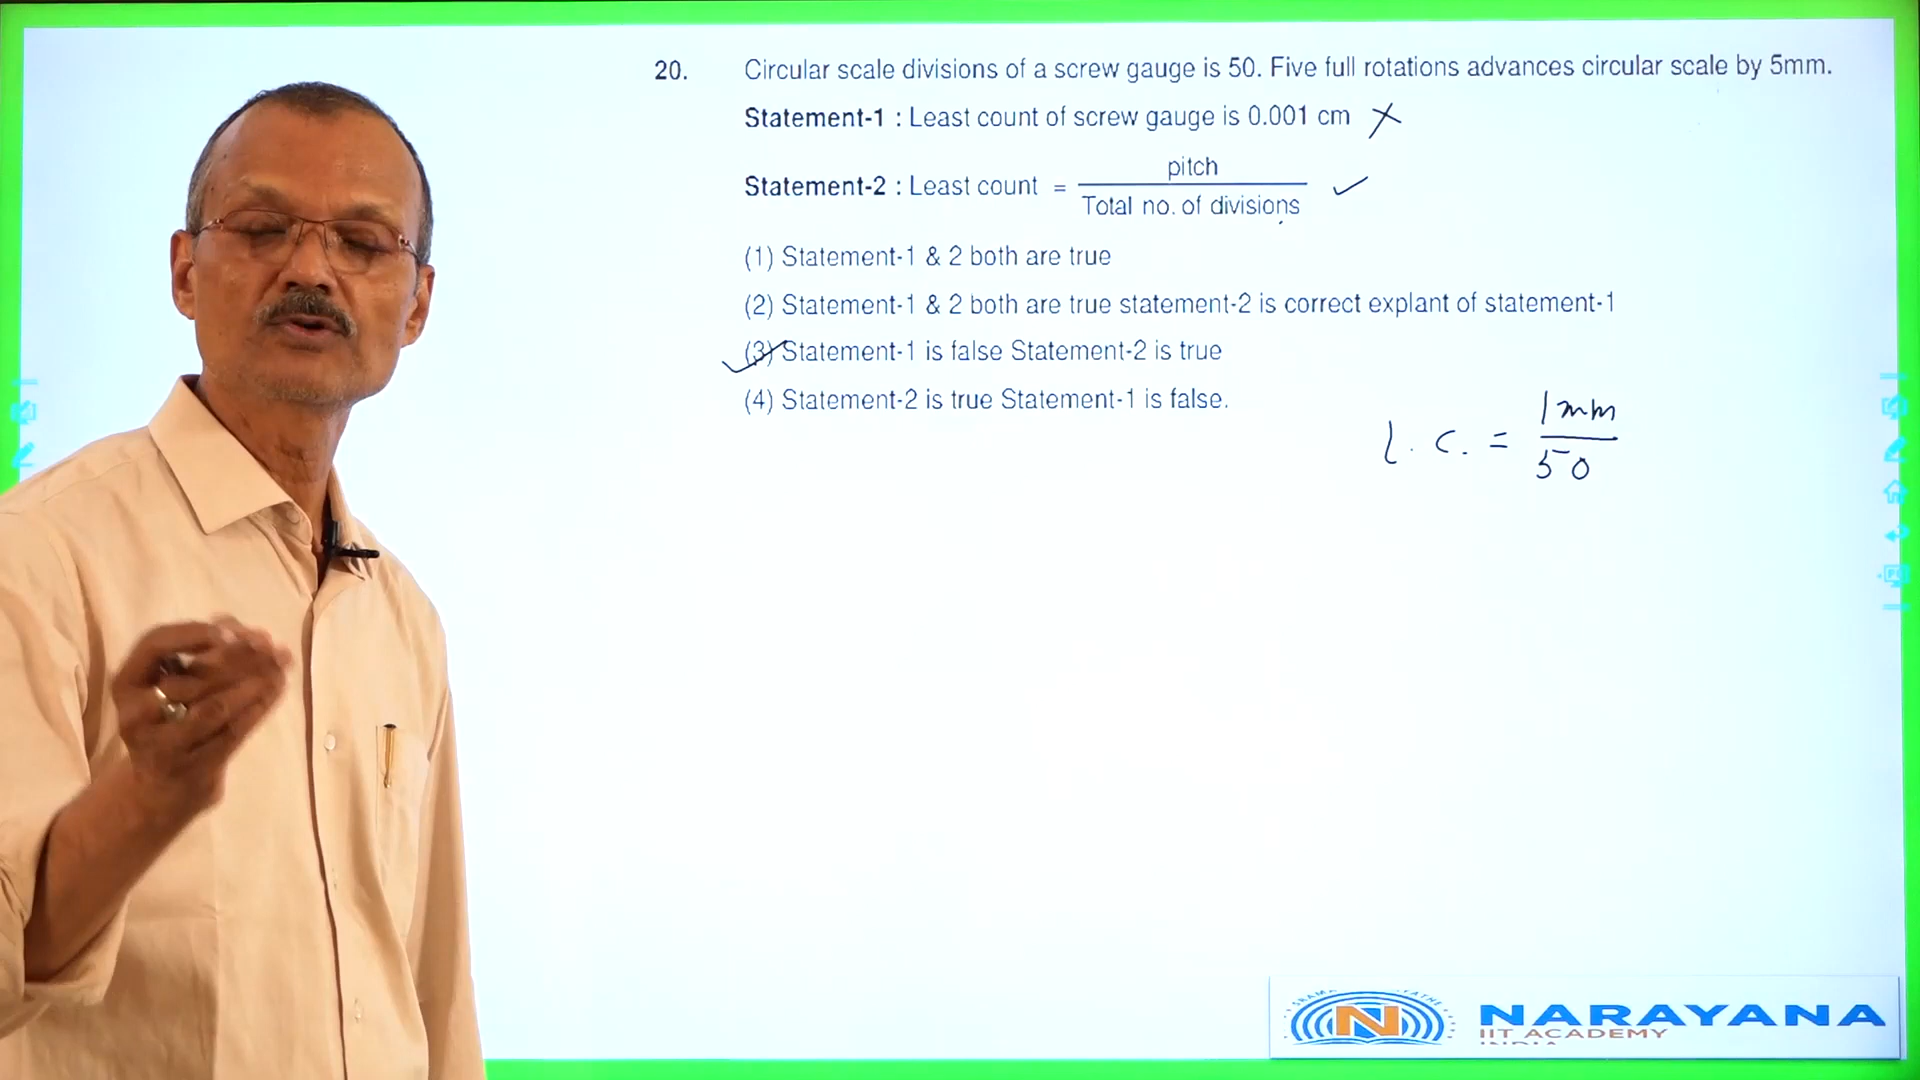 20. Circular scale divisions of a screw gauge is 50. Five full rotations advances circular scale by 5mm.
Statement-1 : Least count of screw gauge is 0.001 cm ✗
Statement-2 : Least count = pitch / Total no. of divisions ✓
(1) Statement-1 & 2 both are true
(2) Statement-1 & 2 both are true statement-2 is correct explant of statement-1
(3) Statement-1 is false Statement-2 is true
(4) Statement-2 is true Statement-1 is false.
L. C. = 1mm / 50
N
NARAYANA
IIT ACADEMY
INDIA